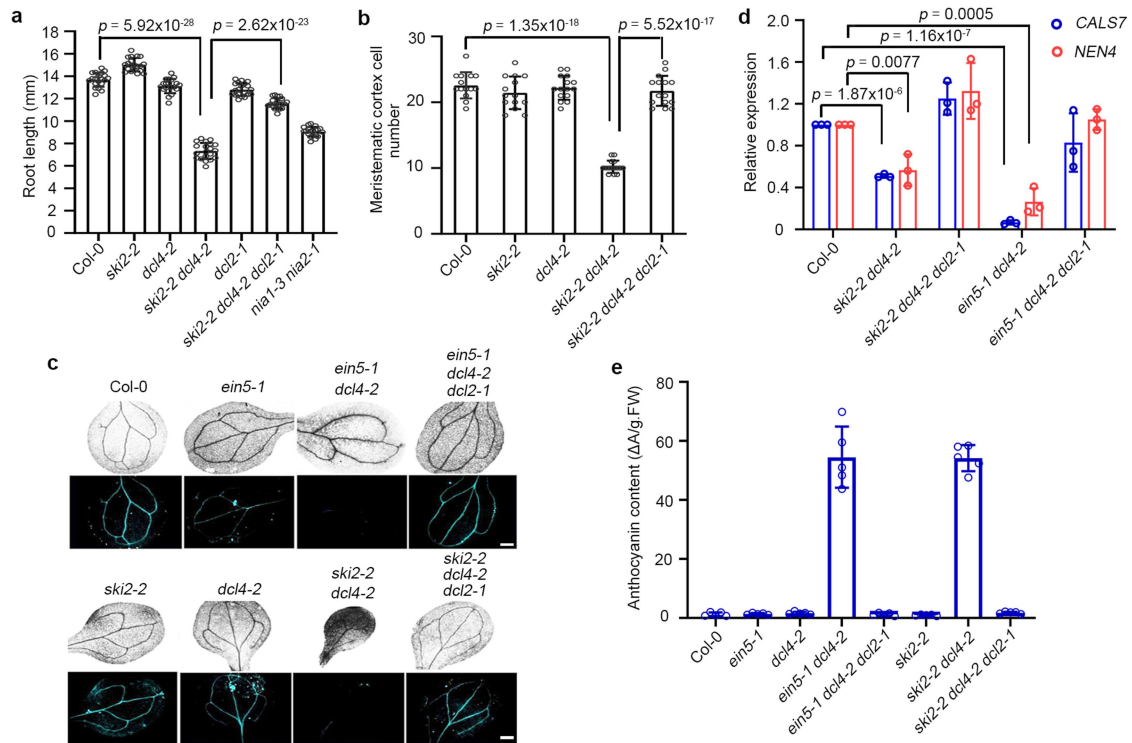 a
p = 5.92x10-28
p = 2.62x10-23
Root length (mm)
18
16
14
12
10
8
6
4
2
0
Col-0
ski2-2
dcl4-2
ski2-2 dcl4-2
dcl2-1
ski2-2 dcl4-2 dcl2-1
nia1-3 nia2-1
b
p = 1.35x10-18
p = 5.52x10-17
Meristematic cortex cell
number
30
20
10
0
Col-0
ski2-2
dcl4-2
ski2-2 dcl4-2
ski2-2 dcl4-2 dcl2-1
c
Col-0
ein5-1
ein5-1
dcl4-2
ein5-1
dcl4-2
dcl2-1
ski2-2
dcl4-2
ski2-2
dcl4-2
ski2-2
dcl4-2
dcl2-1
d
CALS7
NEN4
p = 0.0005
p = 1.16x10-7
p = 0.0077
p = 1.87x10-6
Relative expression
2.0
1.6
1.2
0.8
0.4
0
Col-0
ski2-2 dcl4-2
ski2-2 dcl4-2 dcl2-1
ein5-1 dcl4-2
ein5-1 dcl4-2 dcl2-1
e
Anthocyanin content (ΔA/g.FW)
80
60
40
20
0
Col-0
ein5-1
dcl4-2
ein5-1 dcl4-2
ein5-1 dcl4-2 dcl2-1
ski2-2
ski2-2 dcl4-2
ski2-2 dcl4-2 dcl2-1